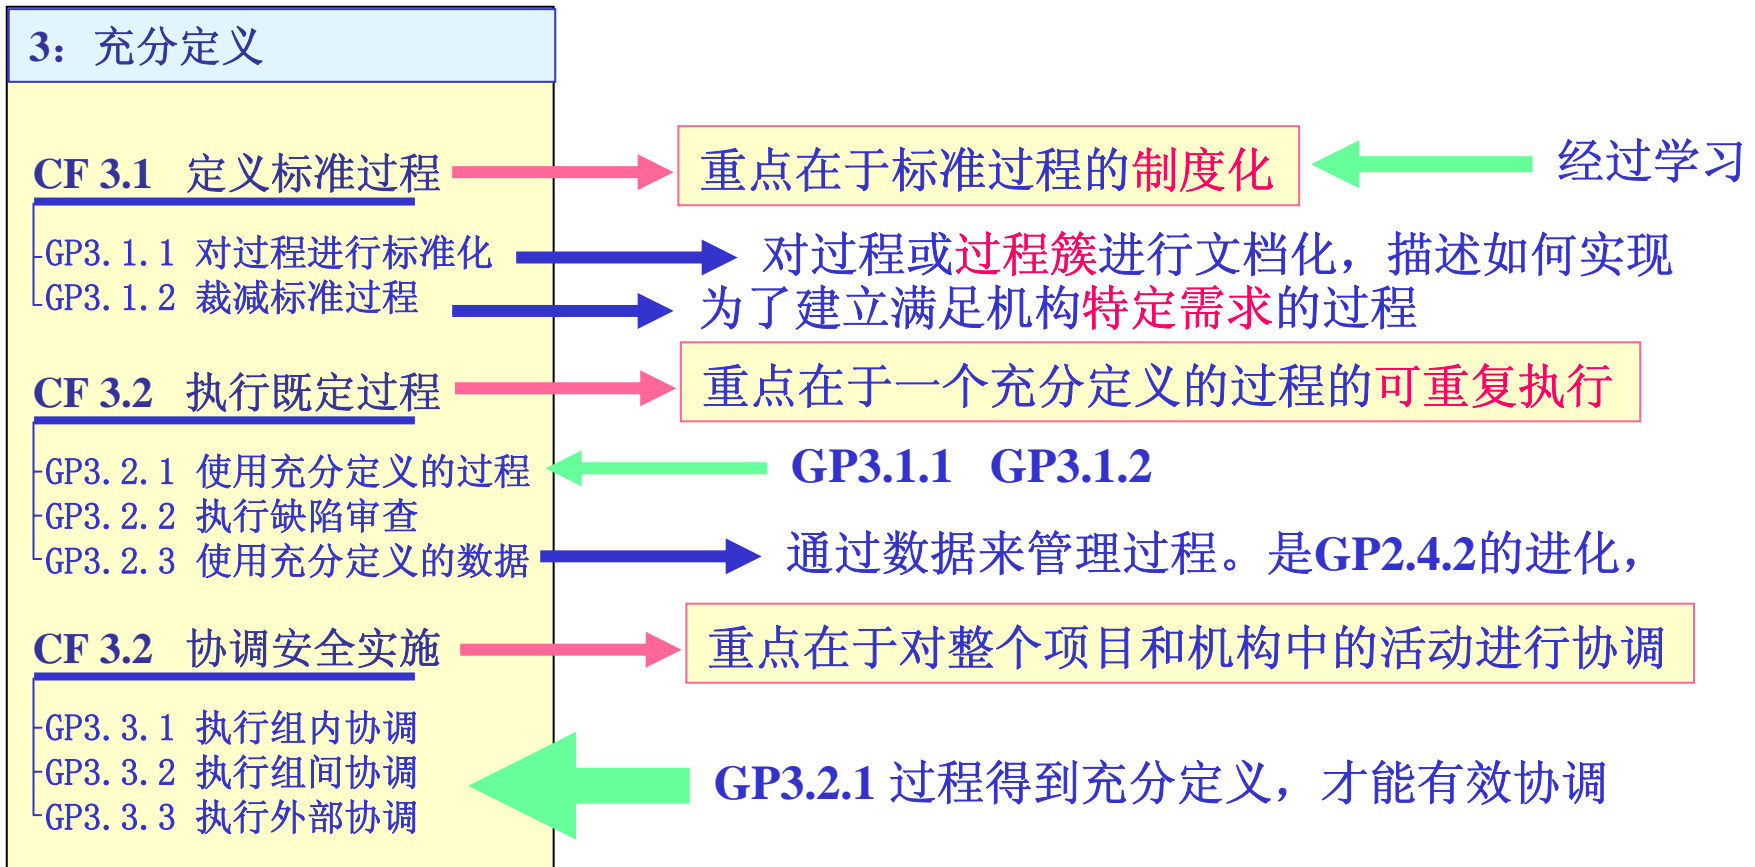 3：充分定义
CF 3.1 定义标准过程
重点在于标准过程的制度化
经过学习
GP3.1.1 对过程进行标准化
对过程或过程簇进行文档化，描述如何实现
GP3.1.2 裁减标准过程
为了建立满足机构特定需求的过程
CF 3.2 执行既定过程
重点在于一个充分定义的过程的可重复执行
GP3.2.1 使用充分定义的过程
GP3.1.1 GP3.1.2
GP3.2.2 执行缺陷审查
GP3.2.3 使用充分定义的数据
通过数据来管理过程。是GP2.4.2的进化，
CF 3.2 协调安全实施
重点在于对整个项目和机构中的活动进行协调
GP3.3.1 执行组内协调
GP3.3.2 执行组间协调
GP3.2.1 过程得到充分定义，才能有效协调
GP3.3.3 执行外部协调